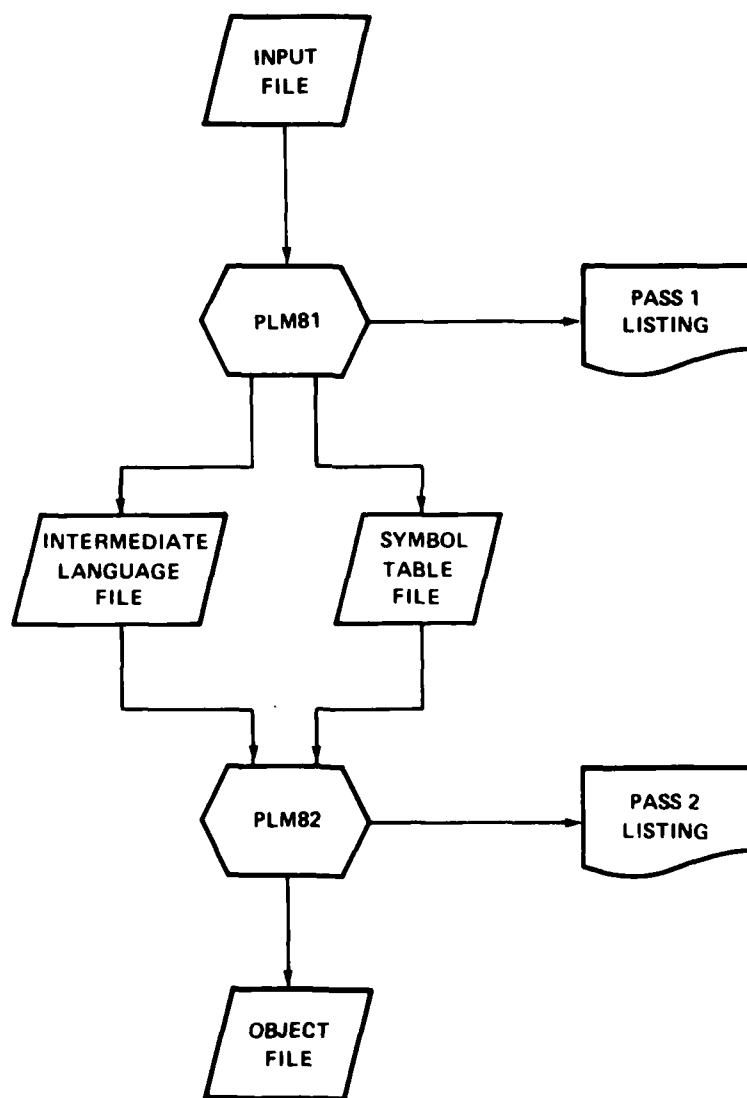 INPUT
FILE
PLM81
PASS 1
LISTING
INTERMEDIATE
LANGUAGE
FILE
SYMBOL
TABLE
FILE
PLM82
PASS 2
LISTING
OBJECT
FILE